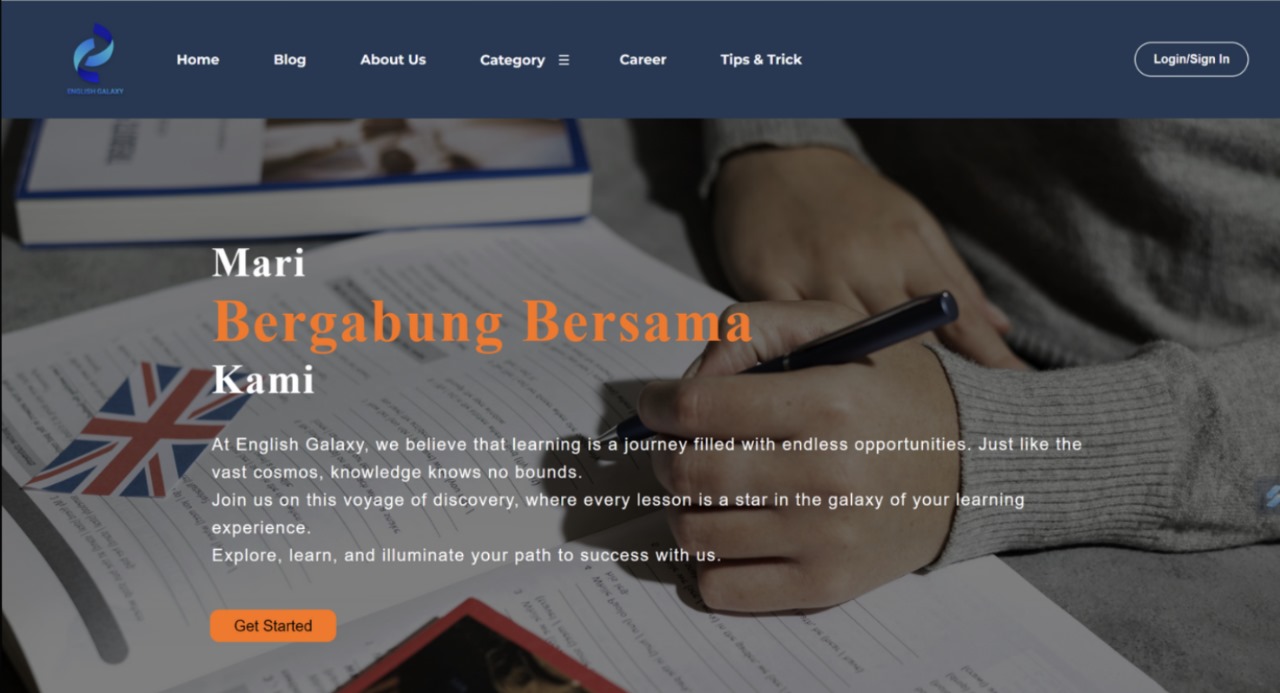 ENGLISH GALAXY
Home
Blog
About Us
Category
Career
Tips & Trick
Login/Sign In
Mari
Bergabung Bersama
Kami
At English Galaxy, we believe that learning is a journey filled with endless opportunities. Just like the
vast cosmos, knowledge knows no bounds.
Join us on this voyage of discovery, where every lesson is a star in the galaxy of your learning
experience.
Explore, learn, and illuminate your path to success with us.
Get Started